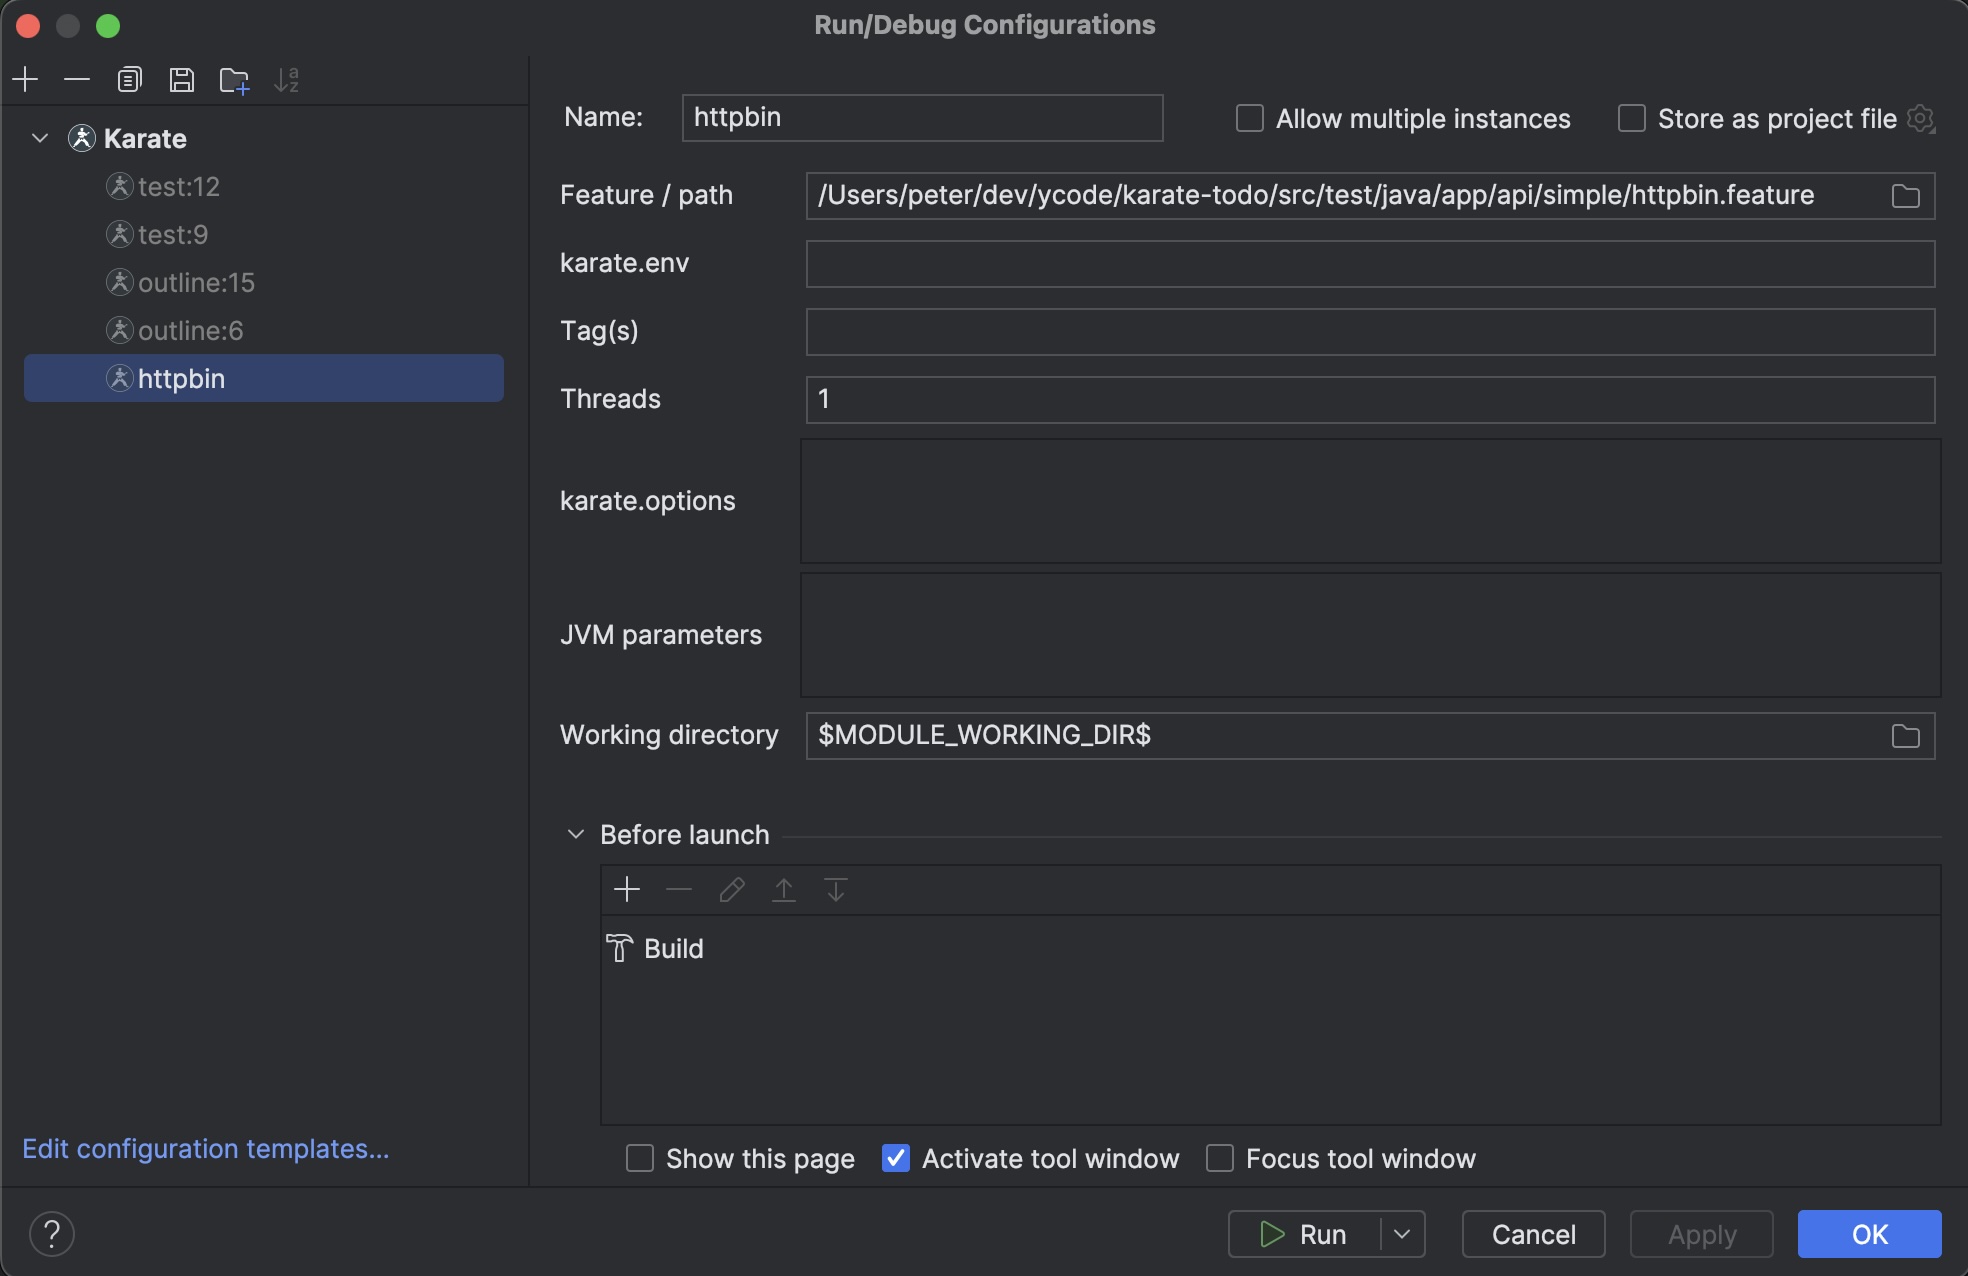 Run/Debug Configurations
Karate
test:12
test:9
outline:15
outline:6
httpbin
Edit configuration templates...
Name: httpbin Allow multiple instances Store as project file
Feature / path /Users/peter/dev/ycode/karate-todo/src/test/java/app/api/simple/httpbin.feature
karate.env
Tag(s)
Threads 1
karate.options
JVM parameters
Working directory $MODULE_WORKING_DIR$
Before launch
Build
Show this page Activate tool window Focus tool window
? Run Cancel Apply OK